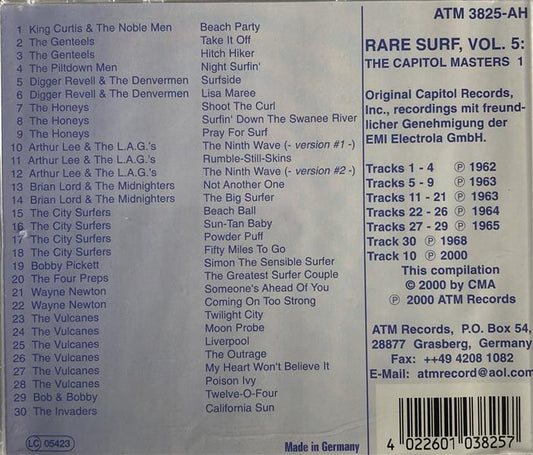 1 King Curtis & The Noble Men Beach Party
2 The Genteels Take It Off
3 The Genteels Hitch Hiker
4 The Piltdown Men Night Surfin'
5 Digger Revell & The Denvermen Surfside
6 Digger Revell & The Denvermen Lisa Maree
7 The Honeys Shoot The Curl
8 The Honeys Surfin' Down The Swanee River
9 The Honeys Pray For Surf
10 Arthur Lee & The L.A.G.'s The Ninth Wave (- version #1 -)
11 Arthur Lee & The L.A.G.'s Rumble-Still-Skins
12 Arthur Lee & The L.A.G.'s The Ninth Wave (- version #2 -)
13 Brian Lord & The Midnighters Not Another One
14 Brian Lord & The Midnighters The Big Surfer
15 The City Surfers Beach Ball
16 The City Surfers Sun-Tan Baby
17 The City Surfers Powder Puff
18 The City Surfers Fifty Miles To Go
19 Bobby Pickett Simon The Sensible Surfer
20 The Four Preps The Greatest Surfer Couple
21 Wayne Newton Someone's Ahead Of You
22 Wayne Newton Coming On Too Strong
23 The Vulcanes Twilight City
24 The Vulcanes Moon Probe
25 The Vulcanes Liverpool
26 The Vulcanes The Outrage
27 The Vulcanes My Heart Won't Believe It
28 The Vulcanes Poison Ivy
29 Bob & Bobby Twelve-O-Four
30 The Invaders California Sun
LC 05423
Made in Germany
ATM 3825-AH
RARE SURF, VOL. 5:
THE CAPITOL MASTERS 1
Original Capitol Records,
Inc., recordings mit freund-
licher Genehmigung der
EMI Electrola GmbH.
Tracks 1 - 4 ℗ 1962
Tracks 5 - 9 ℗ 1963
Tracks 11 - 21 ℗ 1963
Tracks 22 - 26 ℗ 1964
Tracks 27 - 29 ℗ 1965
Track 30 ℗ 1968
Track 10 ℗ 2000
This compilation
© 2000 by CMA
℗ 2000 ATM Records
ATM Records, P.O. Box 54,
28877 Grasberg, Germany
Fax: ++49 4208 1082
E-Mail: atmrecord@aol.com
4 022601 038257